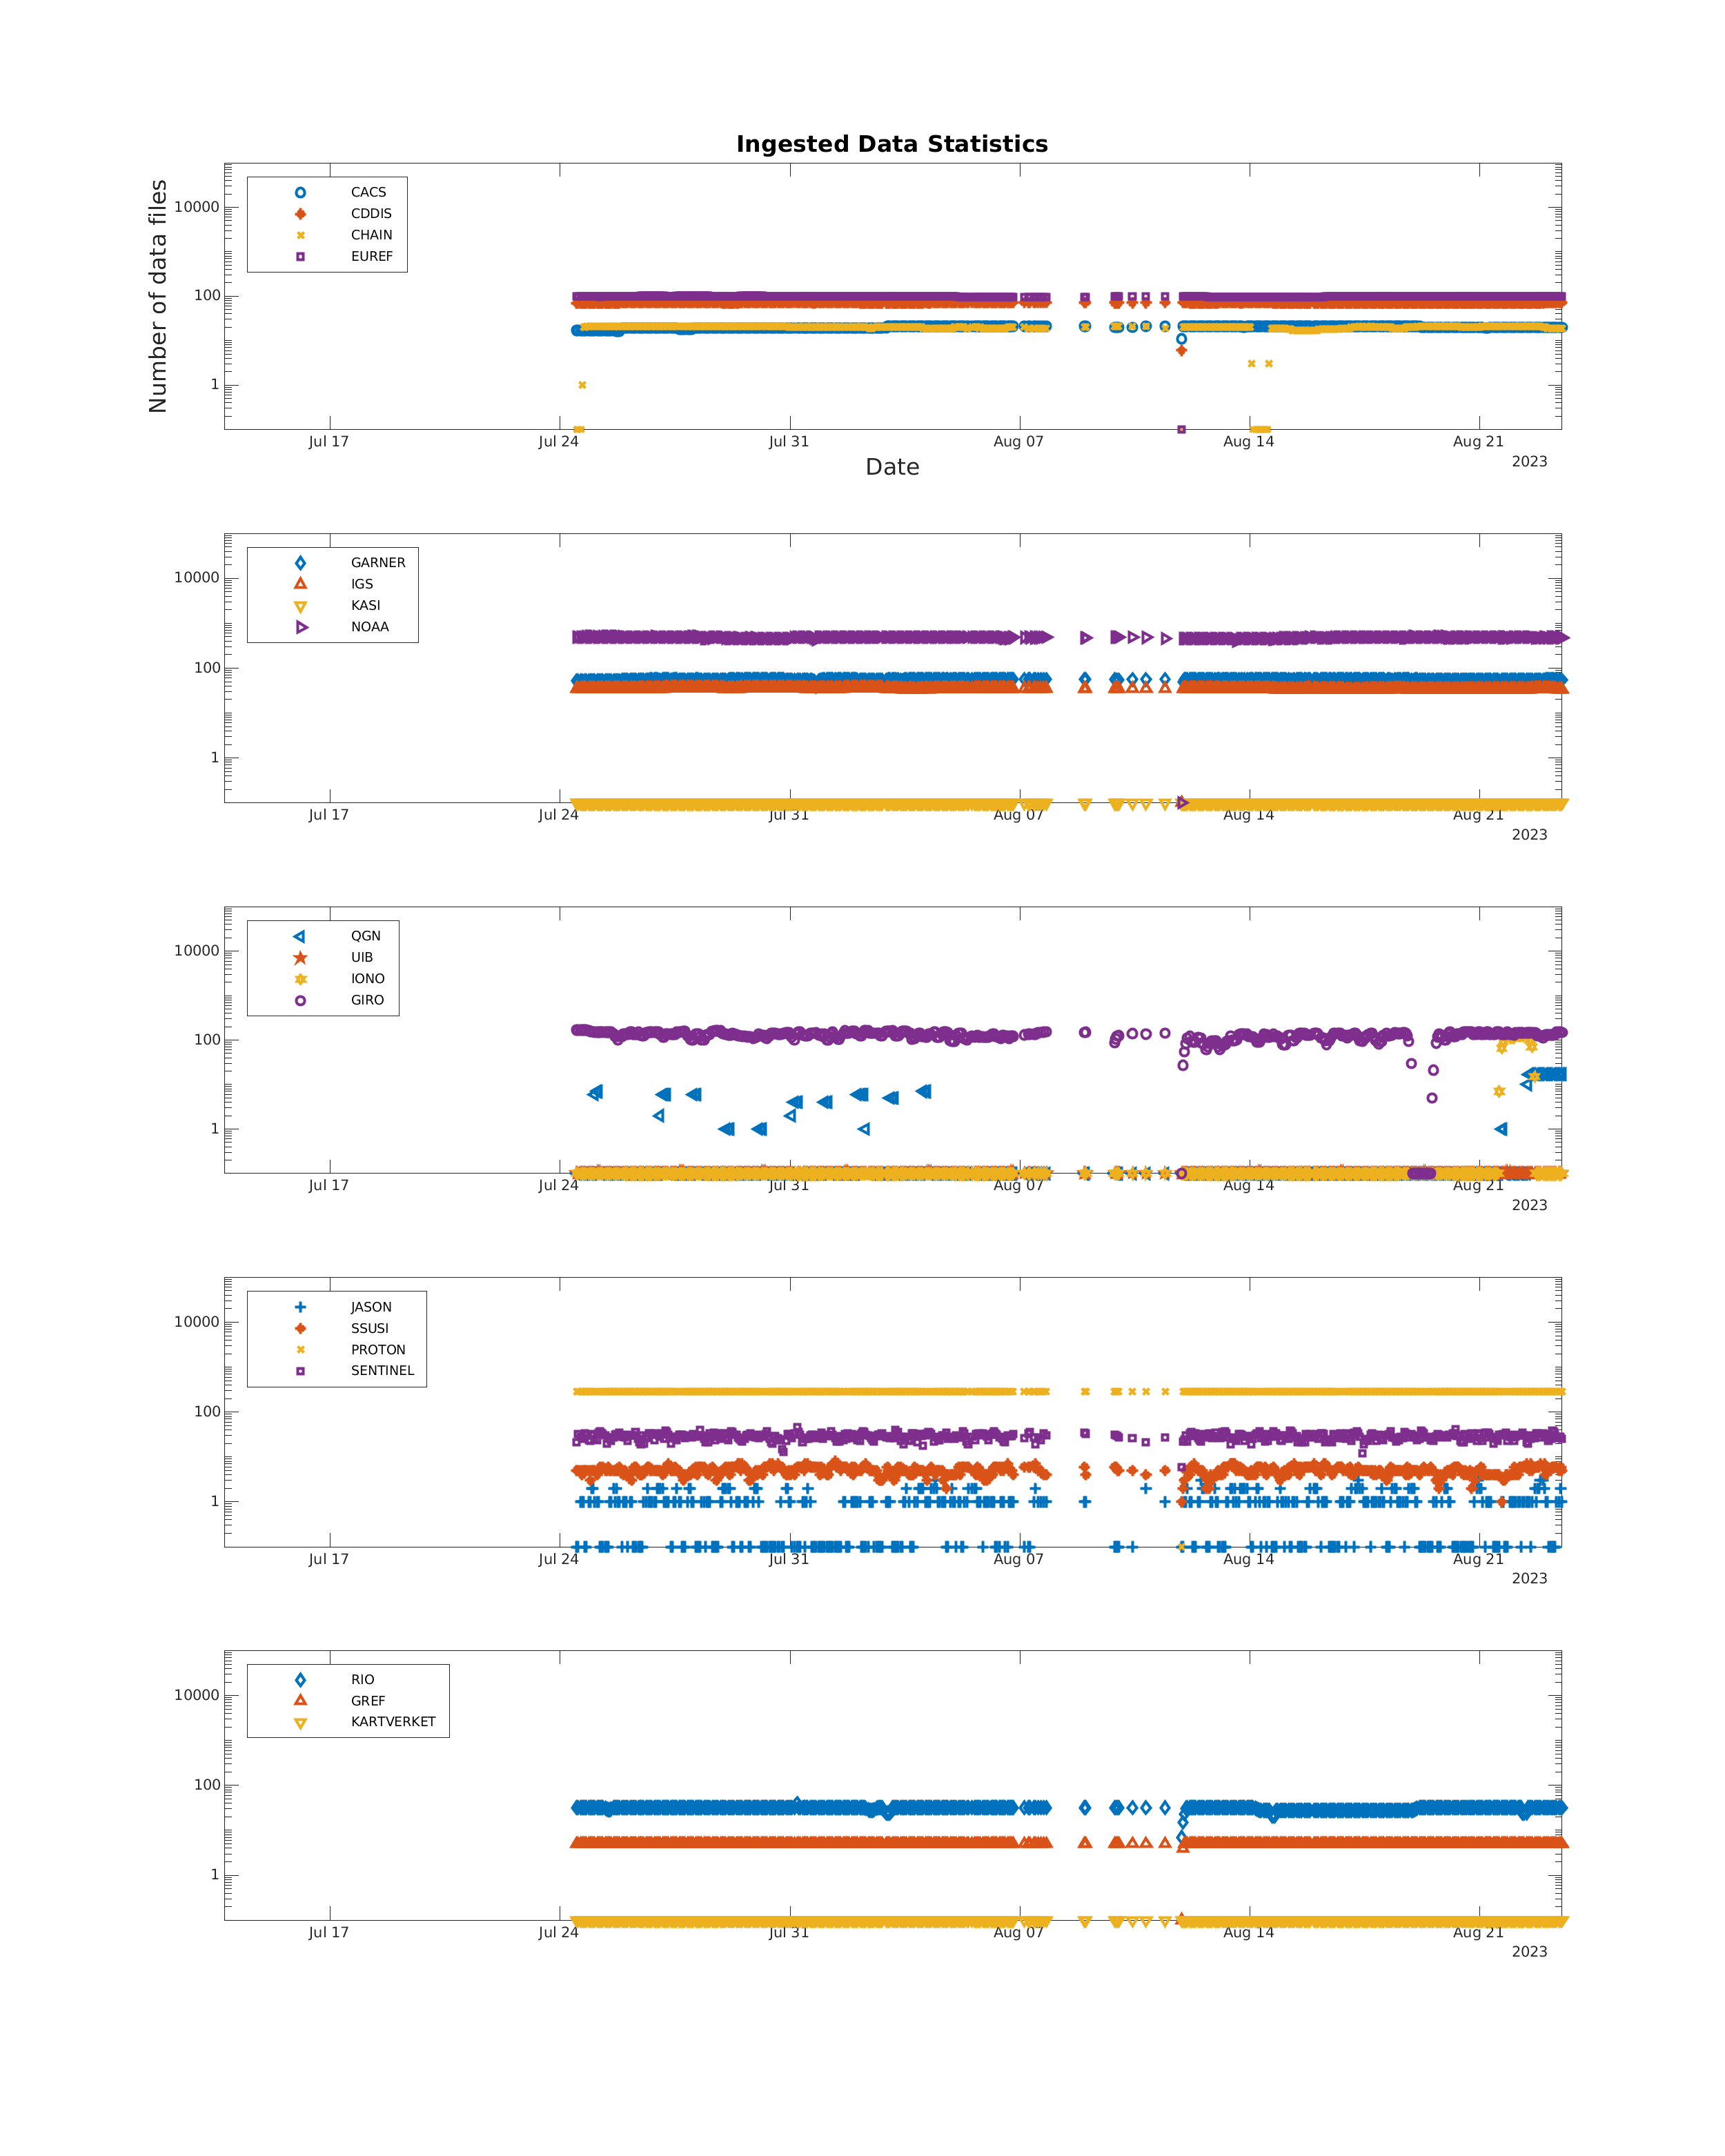 Ingested Data Statistics
Number of data files
10000
100
1
CACS
CDDIS
CHAIN
EUREF
Jul 17 Jul 24 Jul 31 Aug 07 Aug 14 Aug 21
2023
Date
10000
100
1
GARNER
IGS
KASI
NOAA
Jul 17 Jul 24 Jul 31 Aug 07 Aug 14 Aug 21
2023
10000
100
1
QGN
UIB
IONO
GIRO
Jul 17 Jul 24 Jul 31 Aug 07 Aug 14 Aug 21
2023
10000
100
1
JASON
SSUSI
PROTON
SENTINEL
Jul 17 Jul 24 Jul 31 Aug 07 Aug 14 Aug 21
2023
10000
100
1
RIO
GREF
KARTVERKET
Jul 17 Jul 24 Jul 31 Aug 07 Aug 14 Aug 21
2023